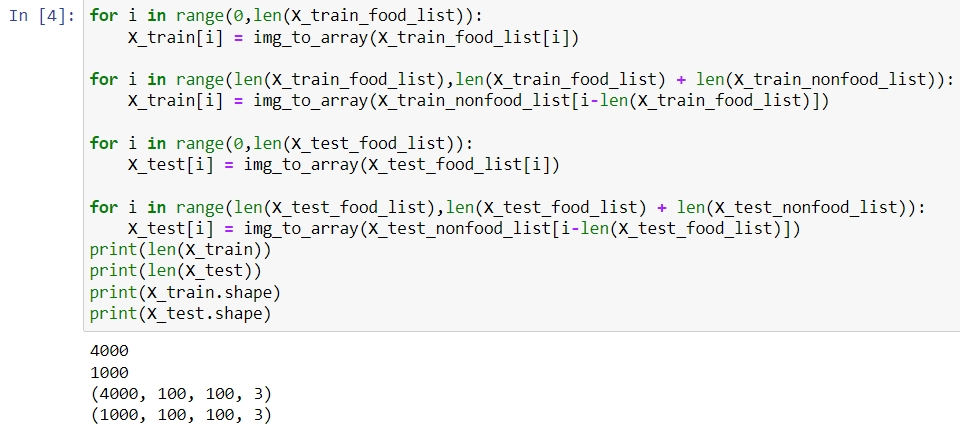 In [4]: for i in range(0,len(X_train_food_list)):
    X_train[i] = img_to_array(X_train_food_list[i])

for i in range(len(X_train_food_list),len(X_train_food_list) + len(X_train_nonfood_list)):
    X_train[i] = img_to_array(X_train_nonfood_list[i-len(X_train_food_list)])

for i in range(0,len(X_test_food_list)):
    X_test[i] = img_to_array(X_test_food_list[i])

for i in range(len(X_test_food_list),len(X_test_food_list) + len(X_test_nonfood_list)):
    X_test[i] = img_to_array(X_test_nonfood_list[i-len(X_test_food_list)])
print(len(X_train))
print(len(X_test))
print(X_train.shape)
print(X_test.shape)
4000
1000
(4000, 100, 100, 3)
(1000, 100, 100, 3)